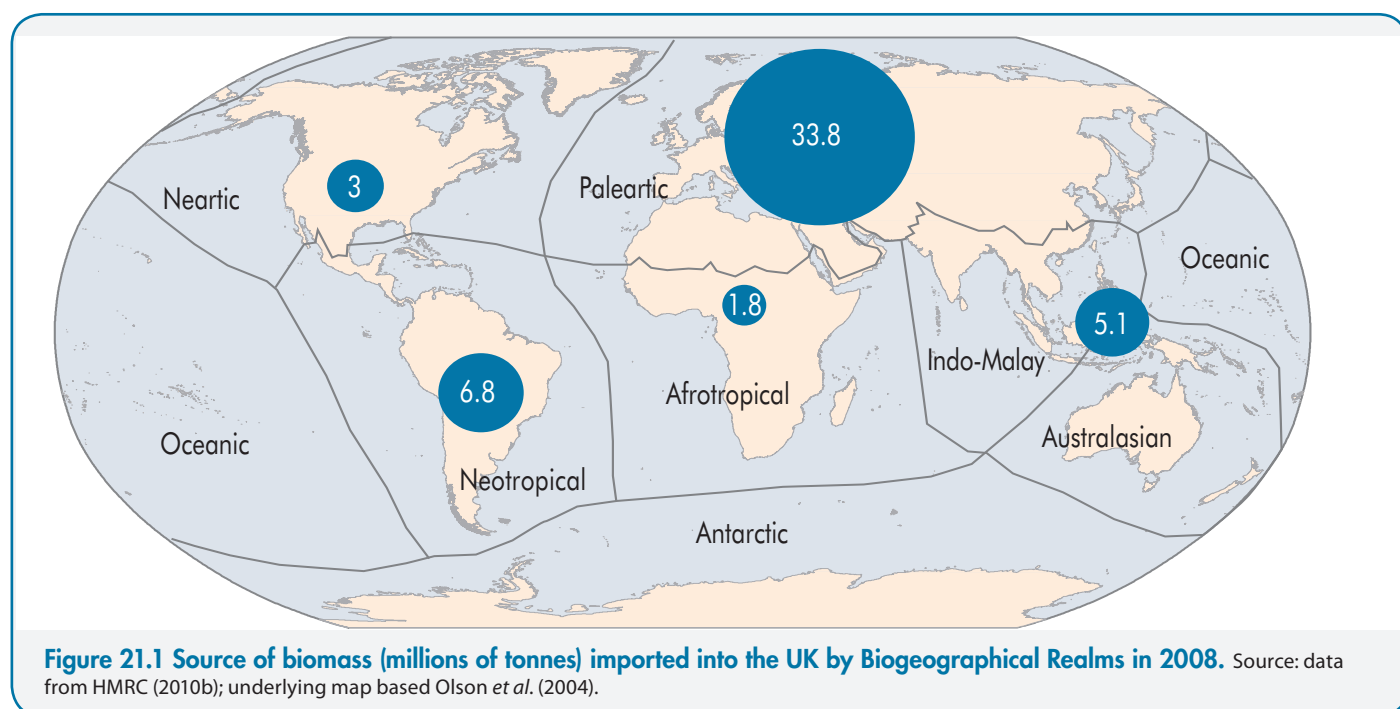 33.8
3
Neartic
Paleartic
Oceanic
1.8
5.1
Indo-Malay
6.8
Afrotropical
Oceanic
Australasian
Neotropical
Antarctic
Figure 21.1 Source of biomass (millions of tonnes) imported into the UK by Biogeographical Realms in 2008. Source: data
from HMRC (2010b); underlying map based Olson et al. (2004).